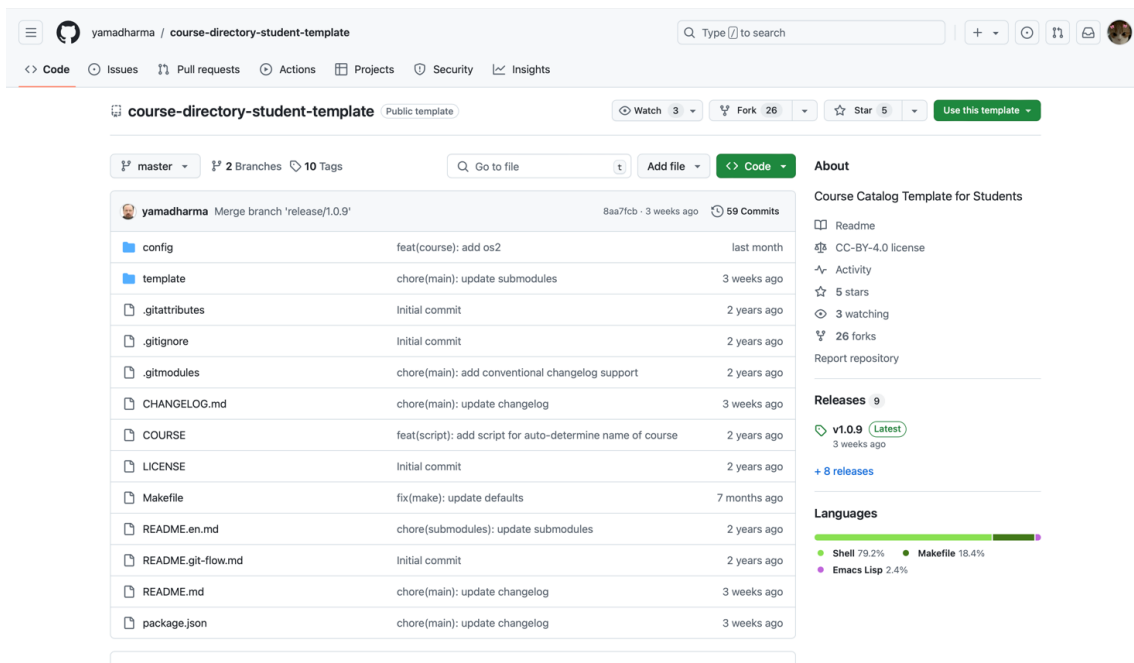 yamadharma / course-directory-student-template
Type / to search
Code Issues Pull requests Actions Projects Security Insights
course-directory-student-template Public template
Watch 3 Fork 26 Star 5 Use this template
master 2 Branches 10 Tags Go to file t Add file Code
yamadharma Merge branch 'release/1.0.9' 8aa7fcb · 3 weeks ago 59 Commits
config feat(course): add os2 last month
template chore(main): update submodules 3 weeks ago
.gitattributes Initial commit 2 years ago
.gitignore Initial commit 2 years ago
.gitmodules chore(main): add conventional changelog support 2 years ago
CHANGELOG.md chore(main): update changelog 3 weeks ago
COURSE feat(script): add script for auto-determine name of course 2 years ago
LICENSE Initial commit 2 years ago
Makefile fix(make): update defaults 7 months ago
README.en.md chore(submodules): update submodules 2 years ago
README.git-flow.md Initial commit 2 years ago
README.md chore(main): update changelog 3 weeks ago
package.json chore(main): update changelog 3 weeks ago
About
Course Catalog Template for Students
Readme
CC-BY-4.0 license
Activity
5 stars
3 watching
26 forks
Report repository
Releases 9
v1.0.9 Latest
3 weeks ago
+ 8 releases
Languages
Shell 79.2% Makefile 18.4%
Emacs Lisp 2.4%